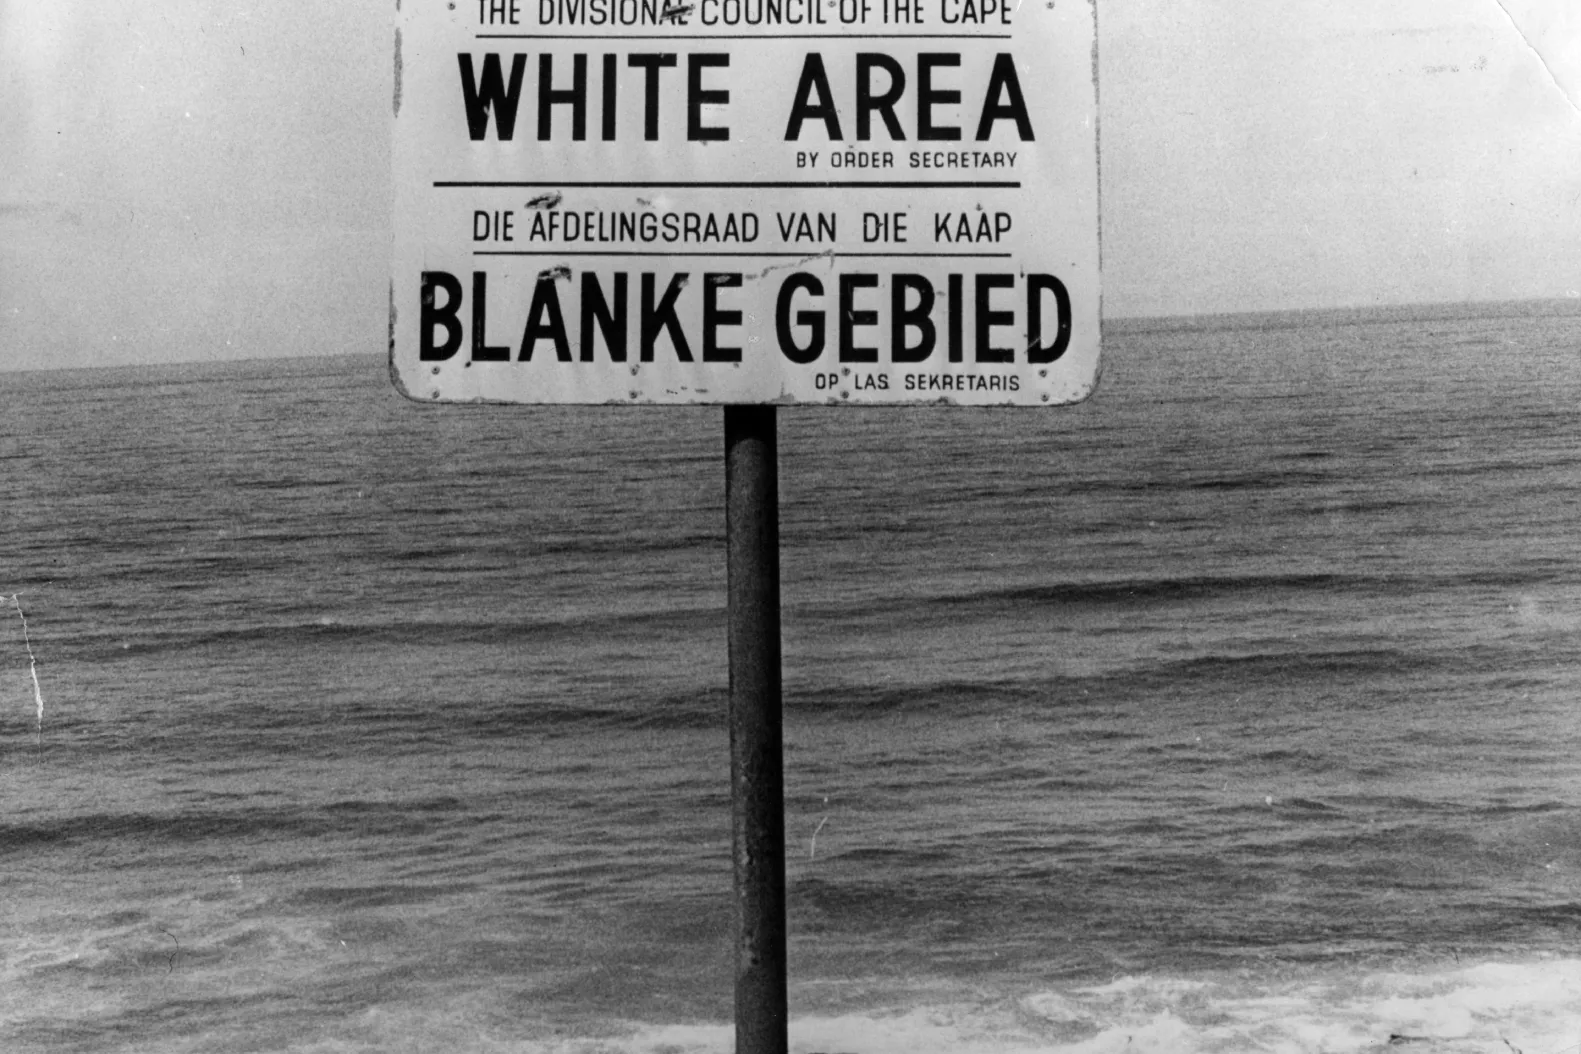 THE DIVISIONAL COUNCIL OF THE CAPE
WHITE AREA
BY ORDER SECRETARY
DIE AFDELINGSRAAD VAN DIE KAAP
BLANKE GEBIED
OP LAS SEKRETARIS